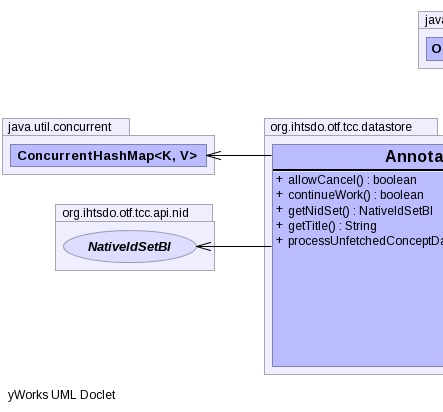 java
O
java.util.concurrent
ConcurrentHashMap<K, V>
org.ihtsdo.otf.tcc.datastore
Annota
+ allowCancel() : boolean
+ continueWork() : boolean
+ getNidSet() : NativeIdSetBI
+ getTitle() : String
+ processUnfetchedConceptDa
org.ihtsdo.otf.tcc.api.nid
NativeIdSetBI
yWorks UML Doclet